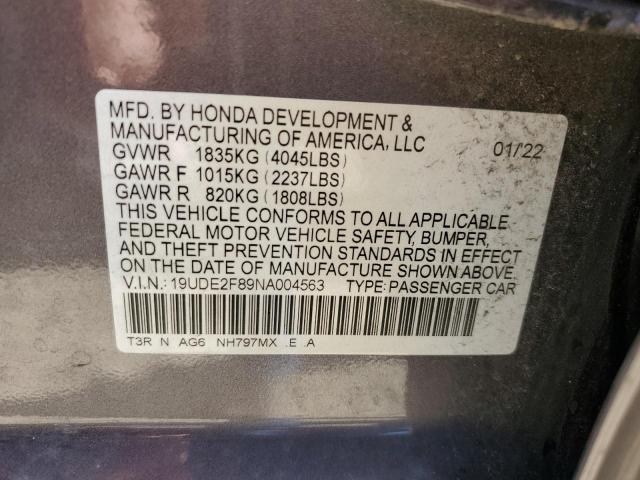 MFD. BY HONDA DEVELOPMENT &
MANUFACTURING OF AMERICA, LLC
GVWR 1835KG (4045LBS) 01/22
GAWR F 1015KG (2237LBS)
GAWR R 820KG (1808LBS)
THIS VEHICLE CONFORMS TO ALL APPLICABLE
FEDERAL MOTOR VEHICLE SAFETY, BUMPER,
AND THEFT PREVENTION STANDARDS IN EFFECT
ON THE DATE OF MANUFACTURE SHOWN ABOVE.
V.I.N.: 19UDE2F89NA004563 TYPE: PASSENGER CAR
T3R N AG6 NH797MX .E .A